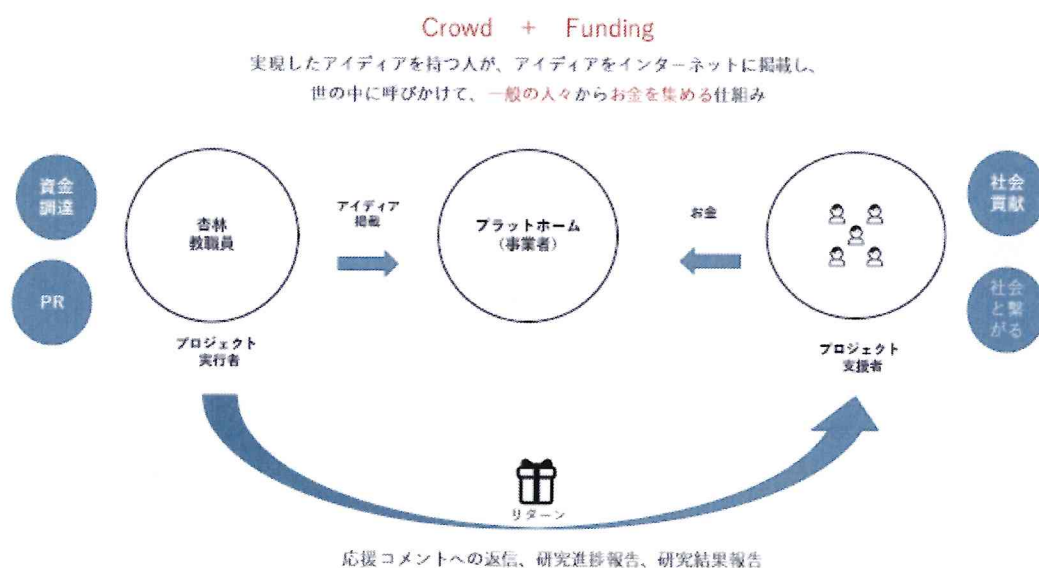 Crowd + Funding
実現したアイディアを持つ人が、アイディアをインターネットに掲載し、
世の中に呼びかけて、一般の人々からお金を集める仕組み
資金
調達
PR
杏林
教職員
プロジェクト
実行者
アイディア
掲載
プラットホーム
(事業者)
お金
プロジェクト
支援者
社会
貢献
社会
と繋
がる
リターン
応援コメントへの返信、研究進捗報告、研究結果報告